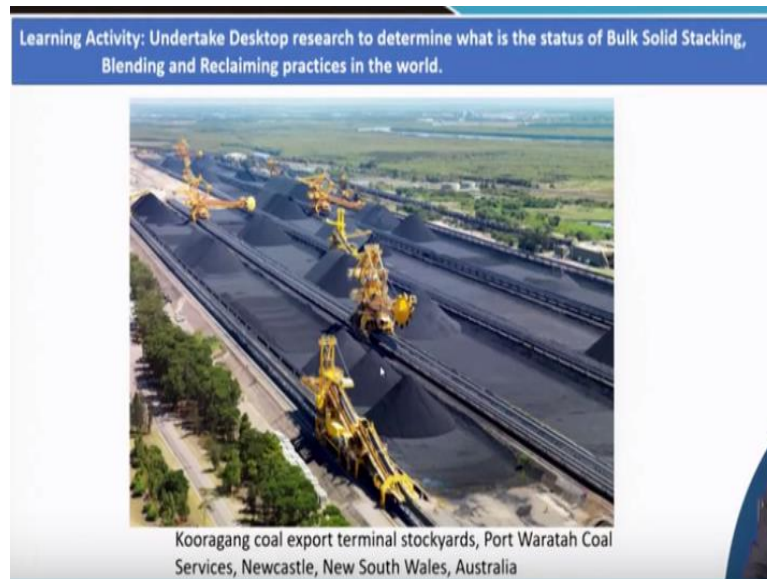 Learning Activity: Undertake Desktop research to determine what is the status of Bulk Solid Stacking,
Blending and Reclaiming practices in the world.
Kooragang coal export terminal stockyards, Port Waratah Coal
Services, Newcastle, New South Wales, Australia